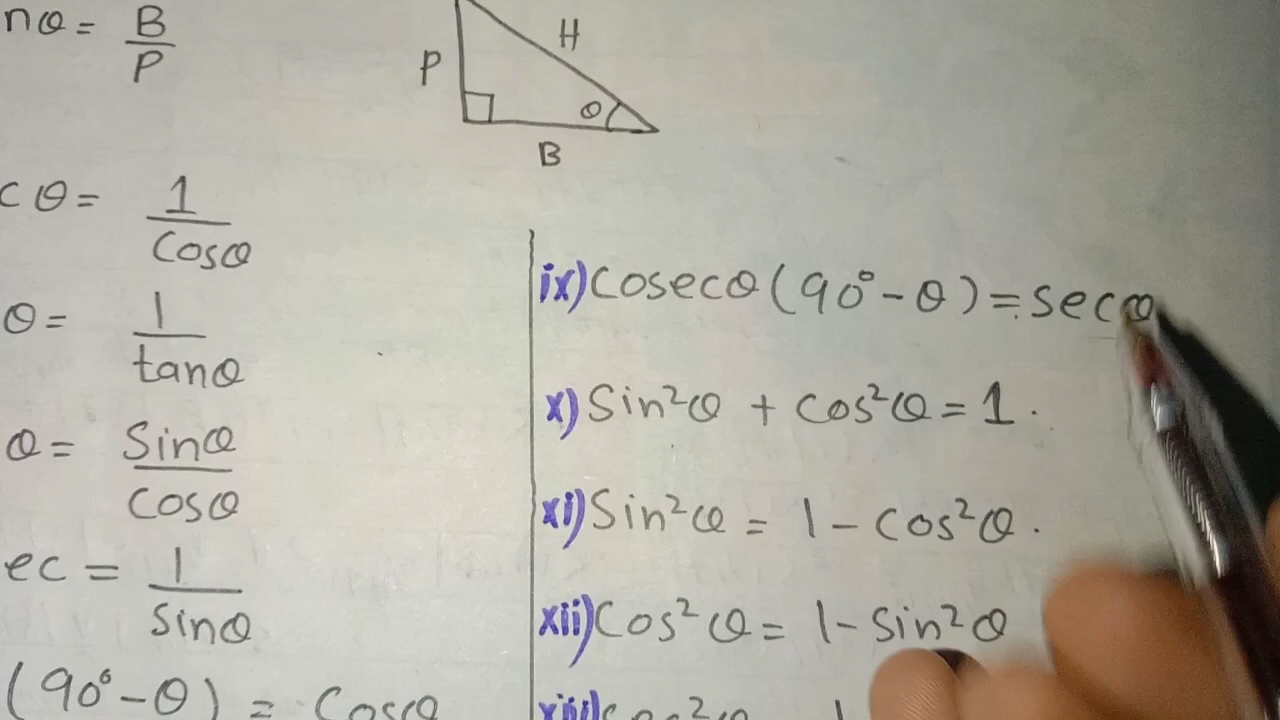 nθ = B/P
P
H
θ
B
c θ = 1/Cosθ
θ = 1/tanθ
θ = Sinθ/cosθ
ec = 1/sinθ
(90° - θ) = Cosθ
ix) Cosecθ (90° - θ) = secθ
x) Sin²θ + cos²θ = 1.
xi) Sin²θ = 1 - cos²θ.
xii) Cos²θ = 1 - sin²θ